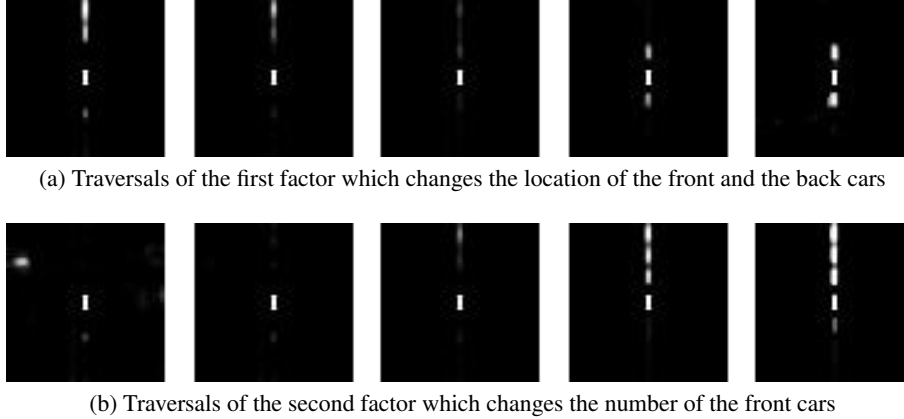 (a) Traversals of the first factor which changes the location of the front and the back cars
(b) Traversals of the second factor which changes the number of the front cars